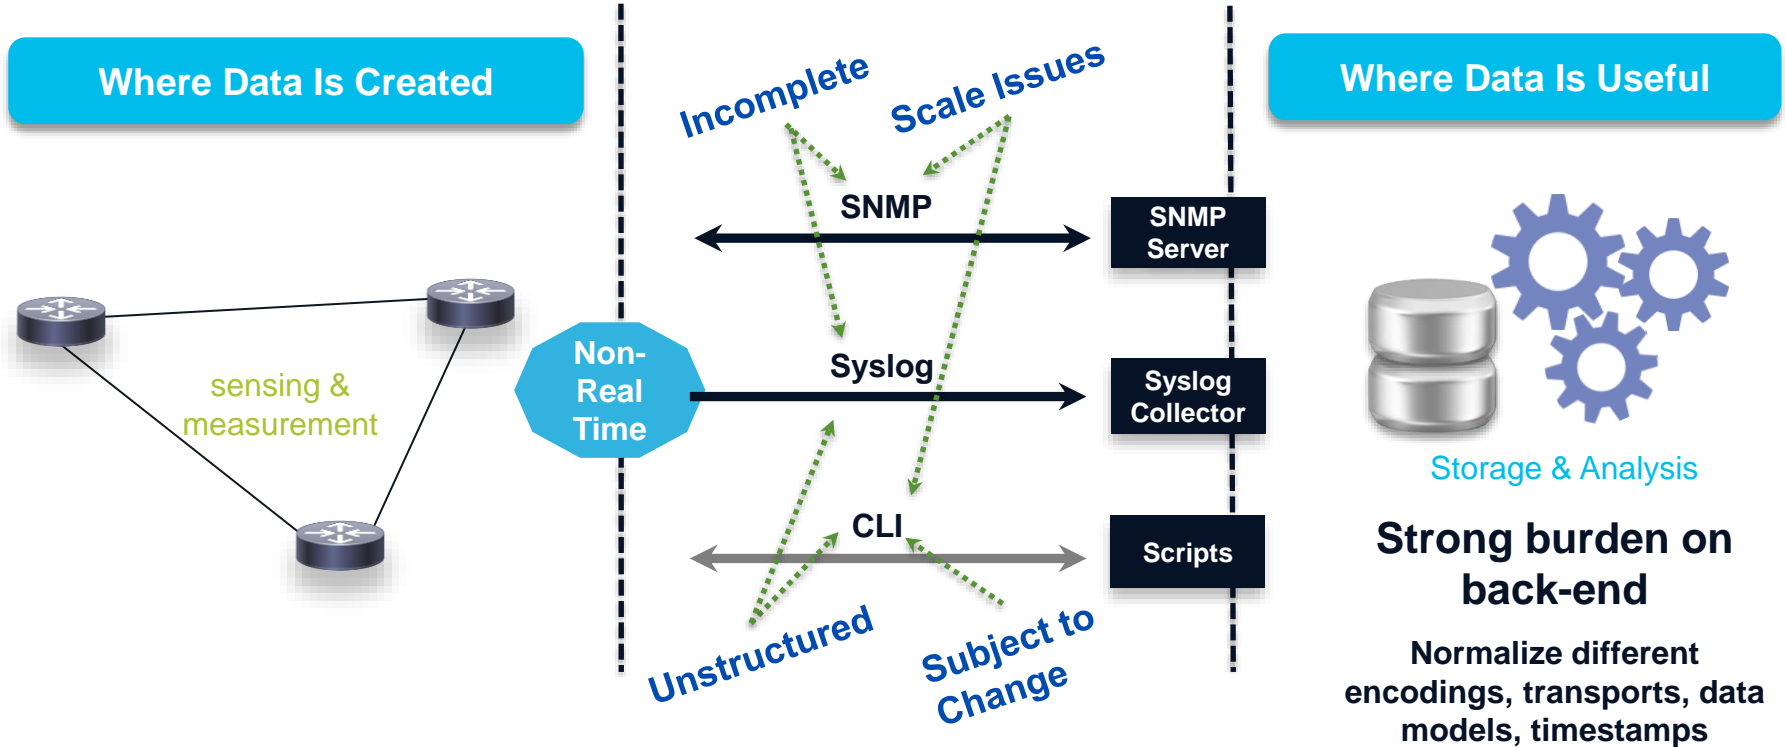 Where Data Is Created
Incomplete
Scale Issues
Where Data Is Useful
SNMP
SNMP
Server
sensing &
measurement
Non-
Real
Time
Syslog
Syslog
Collector
Storage & Analysis
CLI
Scripts
Strong burden on
back-end
Unstructured
Subject to
Change
Normalize different
encodings, transports, data
models, timestamps